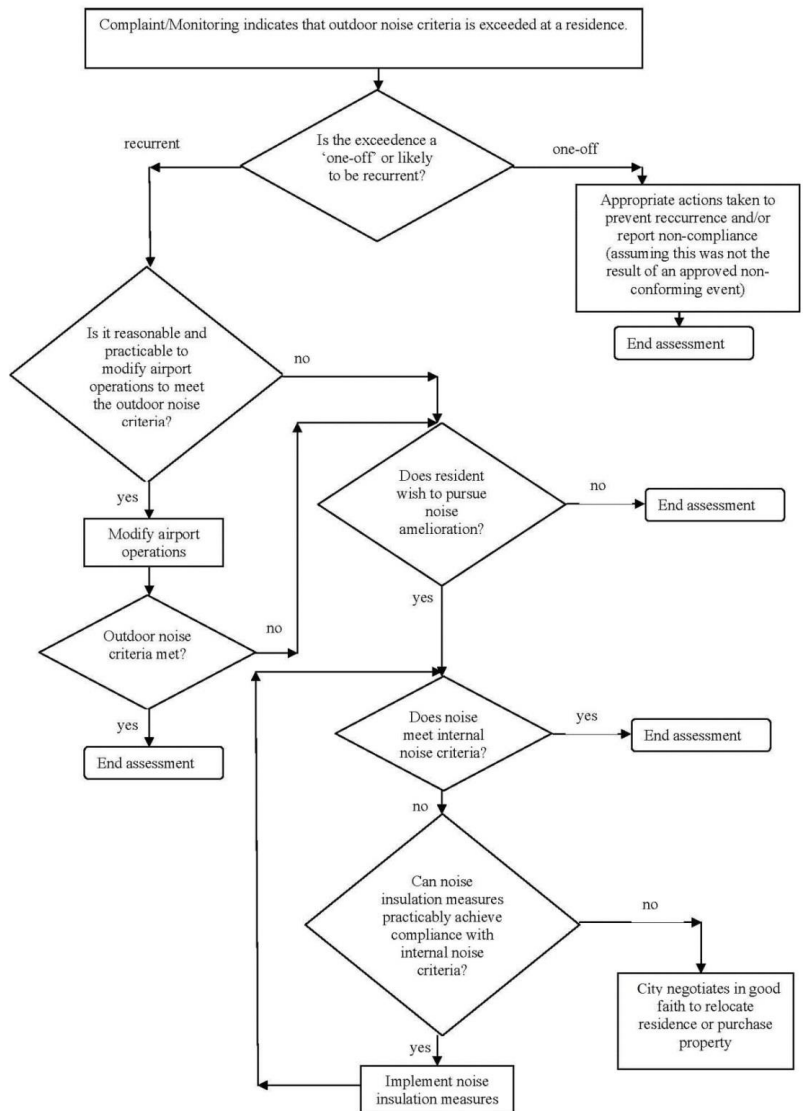 Complaint/Monitoring indicates that outdoor noise criteria is exceeded at a residence.
Is the exceedence a
'one-off' or likely
to be recurrent?
recurrent
one-off
Appropriate actions taken to
prevent reccurrence and/or
report non-compliance
(assuming this was not the
result of an approved non-
conforming event)
End assessment
Is it reasonable and
practicable to
modify airport
operations to meet
the outdoor noise
criteria?
no
yes
Modify airport
operations
Outdoor noise
criteria met?
no
yes
End assessment
Does resident
wish to pursue
noise
amelioration?
no
End assessment
yes
Does noise
meet internal
noise criteria?
yes
End assessment
no
Can noise
insulation measures
practicably achieve
compliance with
internal noise
criteria?
no
City negotiates in good
faith to relocate
residence or purchase
property
yes
Implement noise
insulation measures